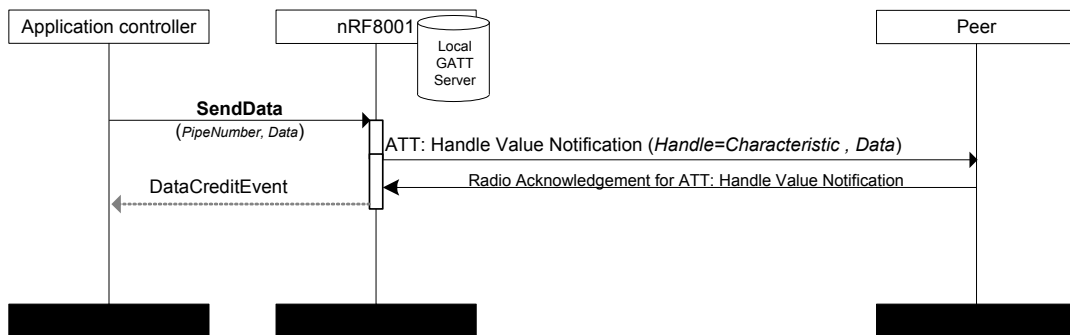 Application controller
nRF8001
Peer
Local
GATT
Server
SendData
(PipeNumber, Data)
ATT: Handle Value Notification (Handle=Characteristic , Data)
Radio Acknowledgement for ATT: Handle Value Notification
DataCreditEvent